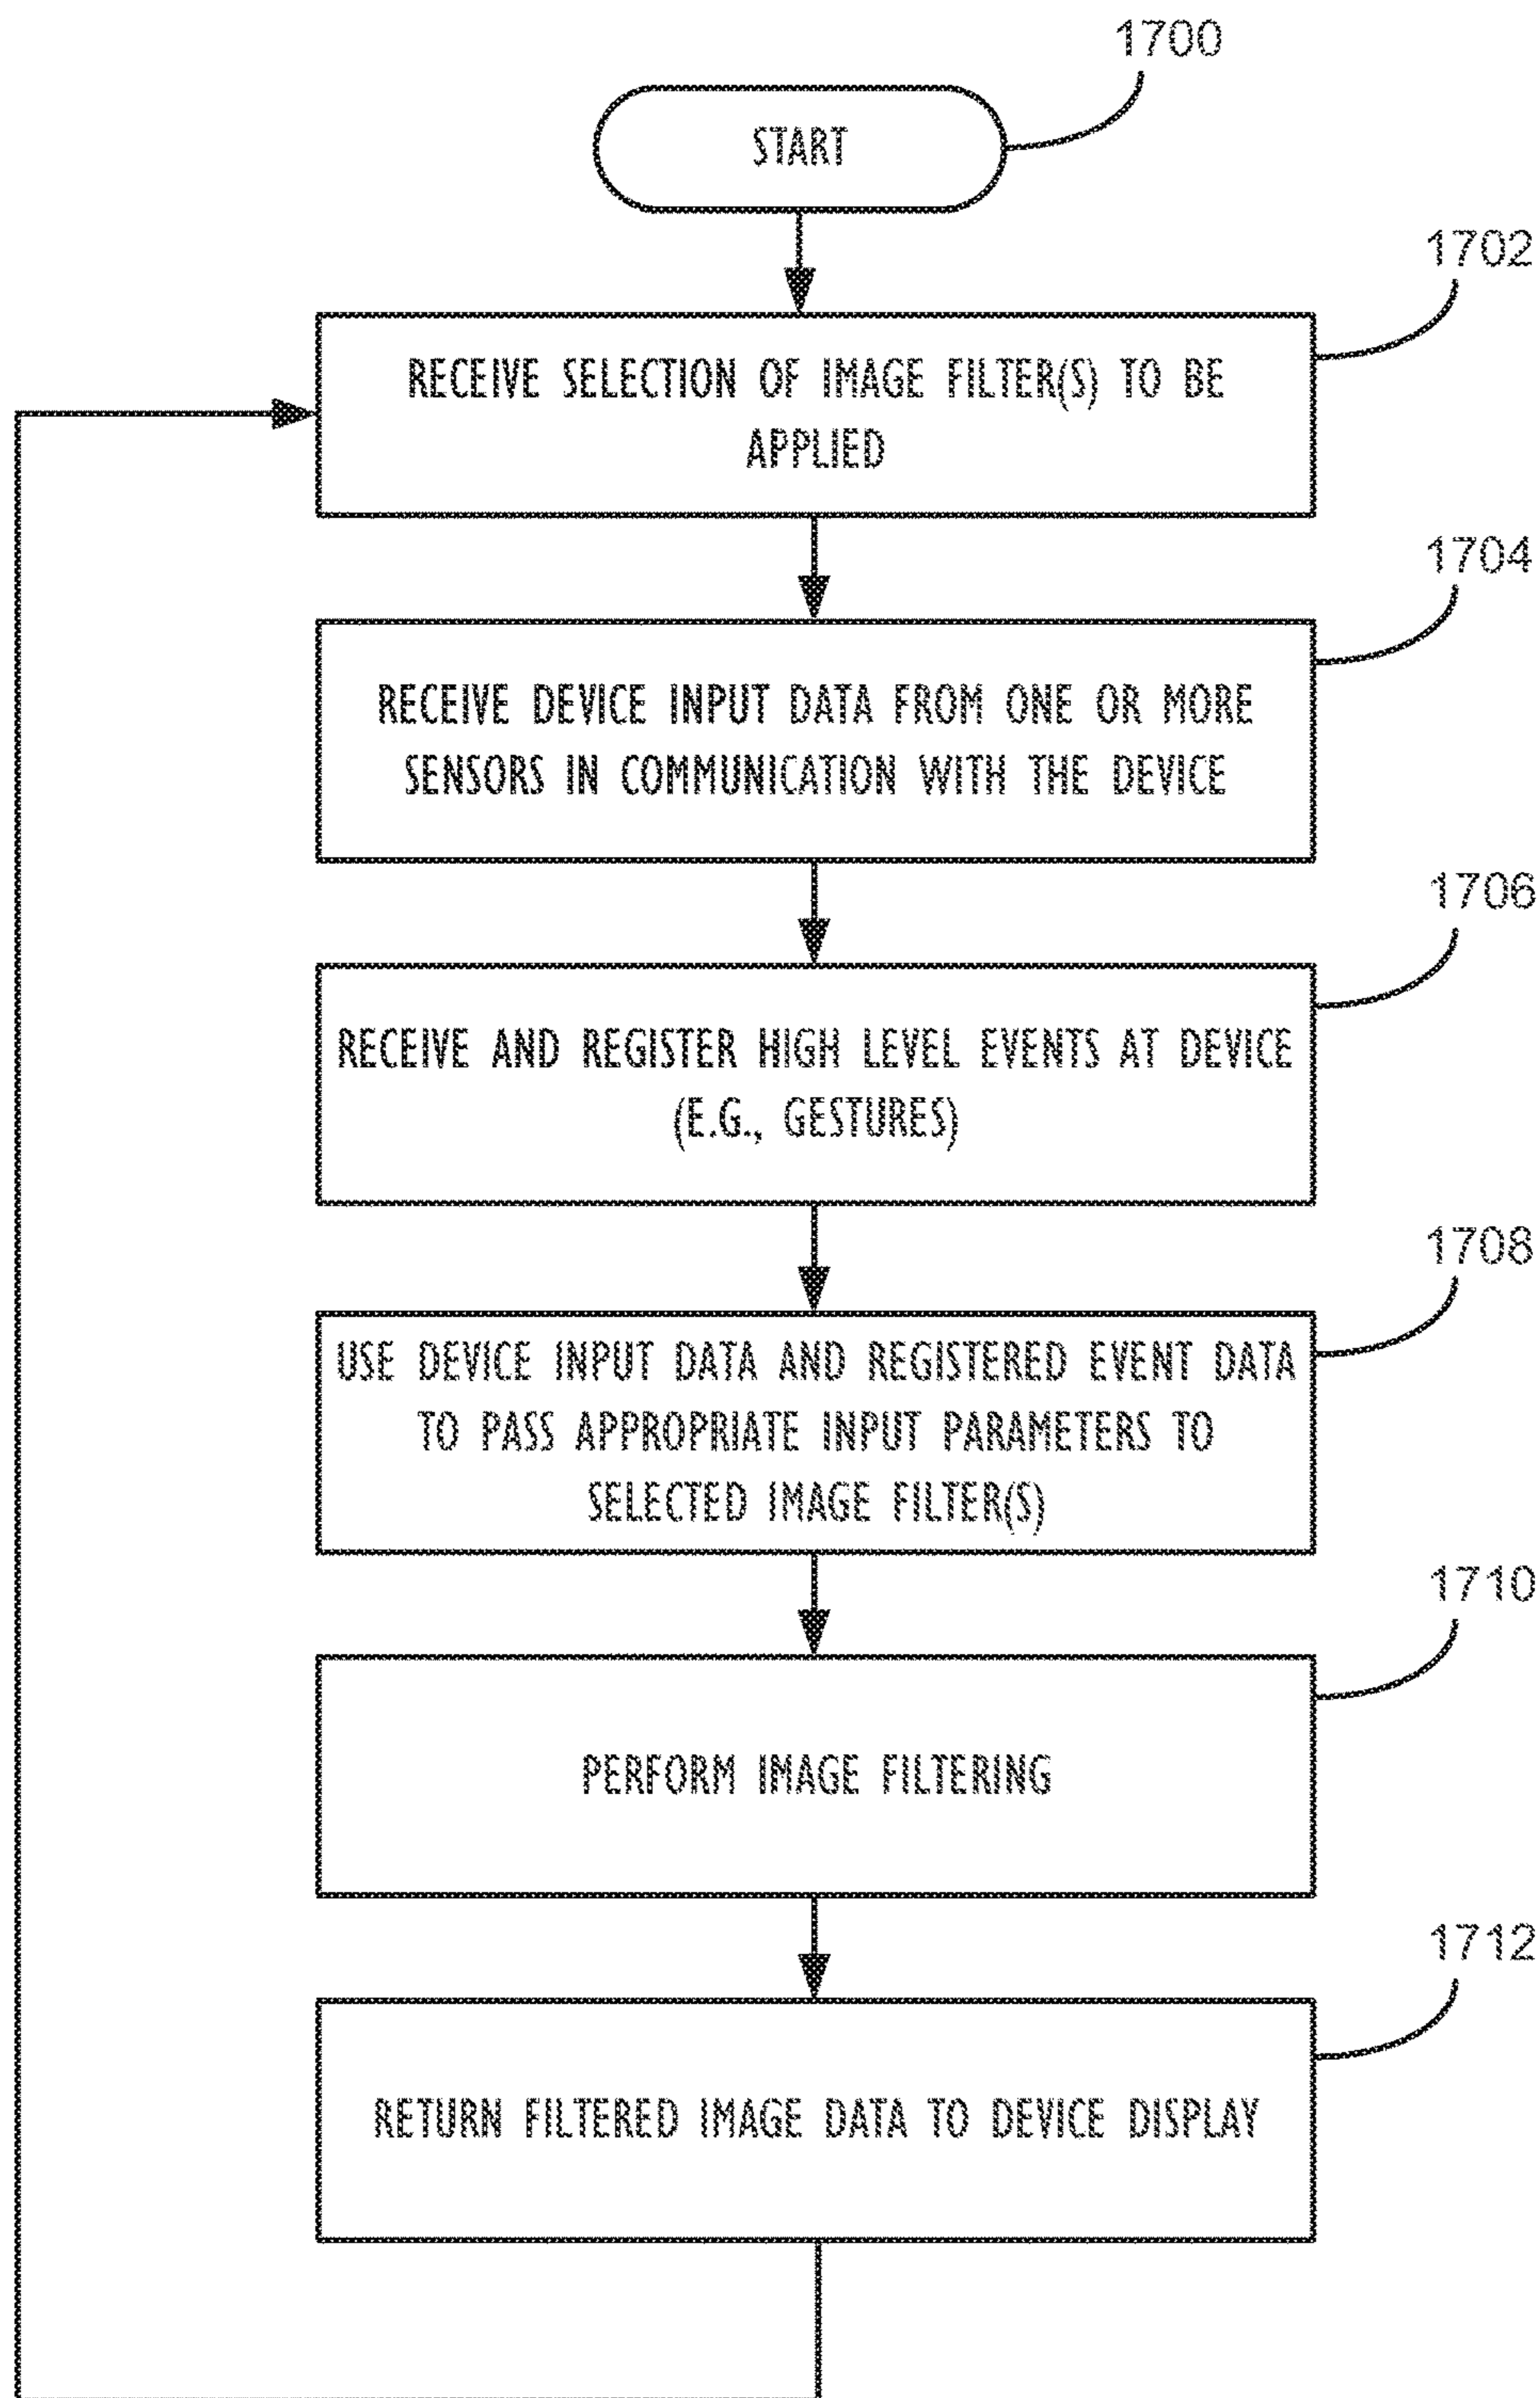 1700
START
1702
RECEIVE SELECTION OF IMAGE FILTER(S) TO BE
APPLIED
1704
RECEIVE DEVICE INPUT DATA FROM ONE OR MORE
SENSORS IN COMMUNICATION WITH THE DEVICE
1706
RECEIVE AND REGISTER HIGH LEVEL EVENTS AT DEVICE
(E.G., GESTURES)
1708
USE DEVICE INPUT DATA AND REGISTERED EVENT DATA
TO PASS APPROPRIATE INPUT PARAMETERS TO
SELECTED IMAGE FILTER(S)
1710
PERFORM IMAGE FILTERING
1712
RETURN FILTERED IMAGE DATA TO DEVICE DISPLAY